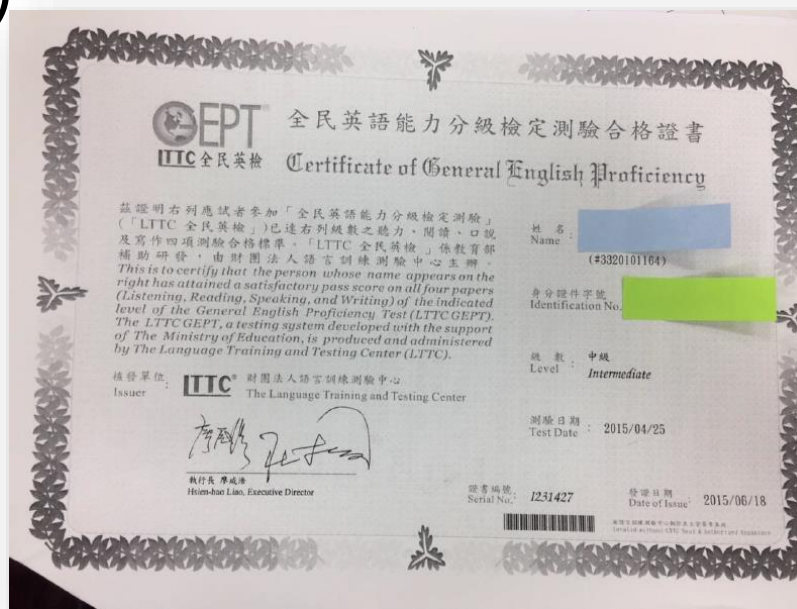 GEPT
LTTC 全民英檢
全民英語能力分級檢定測驗合格證書
Certificate of General English Proficiency
茲證明右列應試者參加「全民英語能力分級檢定測驗」
(「LTTC 全民英檢」)已達右列級數之聽力、閱讀、口說
及寫作四項測驗合格標準。「LTTC 全民英檢」係教育部
補助研發，由財團法人語言訓練測驗中心主辦。
This is to certify that the person whose name appears on the
right has attained a satisfactory pass score on all four papers
(Listening, Reading, Speaking, and Writing) of the indicated
level of the General English Proficiency Test (LTTC GEPT).
The LTTC GEPT, a testing system developed with the support
of The Ministry of Education, is produced and administered
by The Language Training and Testing Center (LTTC).
核發單位
Issuer :
LTTC® 財團法人語言訓練測驗中心
The Language Training and Testing Center
執行長 廖咸浩
Hsien-hao Liao, Executive Director
姓 名
Name :
(#3320101164)
身分證件字號
Identification No.
級 數 : 中級
Level Intermediate
測驗日期
Test Date : 2015/04/25
證書編號
Serial No. : 1231427
發證日期
Date of Issue : 2015/06/18